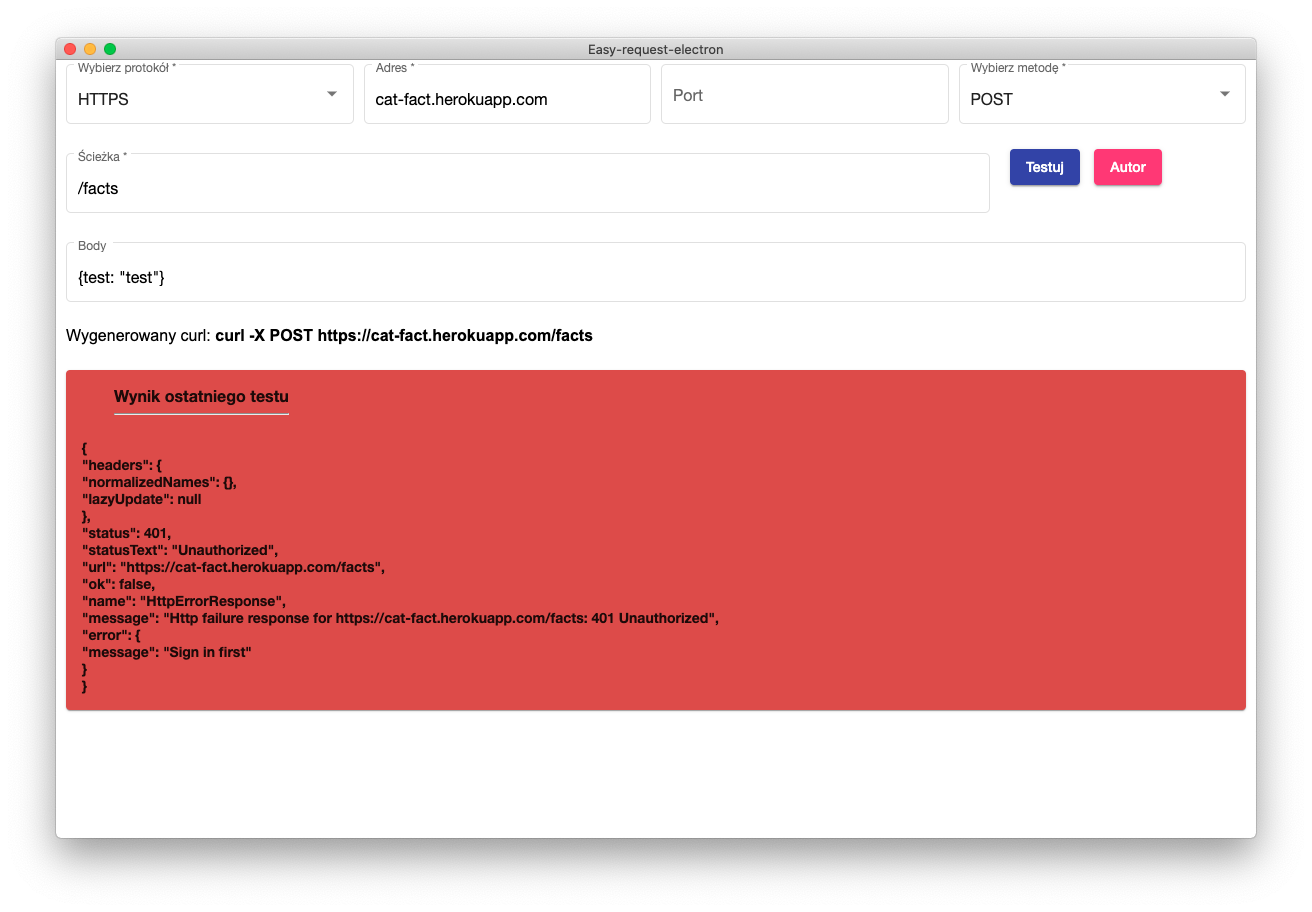 Easy-request-electron
Wybierz protokół *
HTTPS
Adres *
cat-fact.herokuapp.com
Port
Wybierz metodę *
POST
Ścieżka *
/facts
Testuj
Autor
Body
{test: "test"}
Wygenerowany curl: curl -X POST https://cat-fact.herokuapp.com/facts
Wynik ostatniego testu
{
"headers": {
"normalizedNames": {},
"lazyUpdate": null
},
"status": 401,
"statusText": "Unauthorized",
"url": "https://cat-fact.herokuapp.com/facts",
"ok": false,
"name": "HttpErrorResponse",
"message": "Http failure response for https://cat-fact.herokuapp.com/facts: 401 Unauthorized",
"error": {
"message": "Sign in first"
}
}